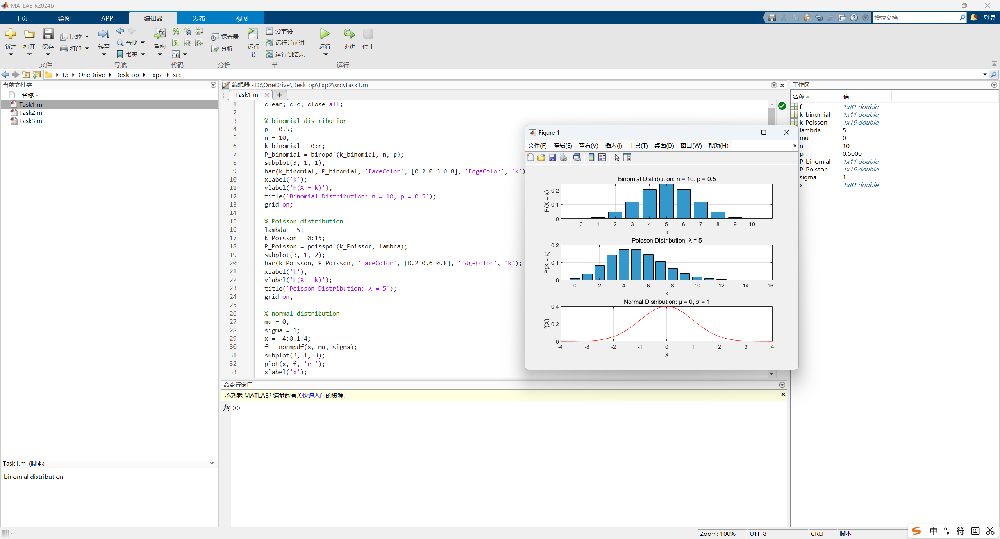 MATLAB R2024b
主页 绘图 APP 编辑器 发布 视图
搜索文档 登录
新建 打开 保存 比较 打印
文件
转至 查找 书签
导航
重构
代码
探查器 分析
分析
运行节 分节符 运行并前进 运行到结束
节
运行 步进 停止
运行
D: OneDrive Desktop Exp2 src
当前文件夹
名称
Task1.m
Task2.m
Task3.m
Task1.m (脚本)
binomial distribution
编辑器 - D:\OneDrive\Desktop\Exp2\src\Task1.m
Task1.m
1 clear; clc; close all;
2
3 % binomial distribution
4 p = 0.5;
5 n = 10;
6 k_binomial = 0:n;
7 P_binomial = binopdf(k_binomial, n, p);
8 subplot(3, 1, 1);
9 bar(k_binomial, P_binomial, 'FaceColor', [0.2 0.6 0.8], 'EdgeColor', 'k')
10 xlabel('k');
11 ylabel('P(X = k)');
12 title('Binomial Distribution: n = 10, p = 0.5');
13 grid on;
14
15 % Poisson distribution
16 lambda = 5;
17 k_Poisson = 0:15;
18 P_Poisson = poisspdf(k_Poisson, lambda);
19 subplot(3, 1, 2);
20 bar(k_Poisson, P_Poisson, 'FaceColor', [0.2 0.6 0.8], 'EdgeColor', 'k');
21 xlabel('k');
22 ylabel('P(X = k)');
23 title('Poisson Distribution: λ = 5');
24 grid on;
25
26 % normal distribution
27 mu = 0;
28 sigma = 1;
29 x = -4:0.1:4;
30 f = normpdf(x, mu, sigma);
31 subplot(3, 1, 3);
32 plot(x, f, 'r-');
33 xlabel('x');
Figure 1
文件(F) 编辑(E) 查看(V) 插入(I) 工具(T) 桌面(D) 窗口(W) 帮助(H)
Binomial Distribution: n = 10, p = 0.5
P(X = k)
0.2
0.1
0
0 1 2 3 4 5 6 7 8 9 10
k
Poisson Distribution: λ = 5
P(X = k)
0.2
0.1
0
0 2 4 6 8 10 12 14 16
k
Normal Distribution: μ = 0, σ = 1
f(X)
0.4
0.2
0
-4 -3 -2 -1 0 1 2 3 4
x
命令行窗口
不熟悉 MATLAB? 请参阅有关快速入门的资源。
fx >>
工作区
名称 值
f 1x81 double
k_binomial 1x11 double
k_Poisson 1x16 double
lambda 5
mu 0
n 10
p 0.5000
P_binomial 1x11 double
P_Poisson 1x16 double
sigma 1
x 1x81 double
Zoom: 100% UTF-8 CRLF 脚本
中 符